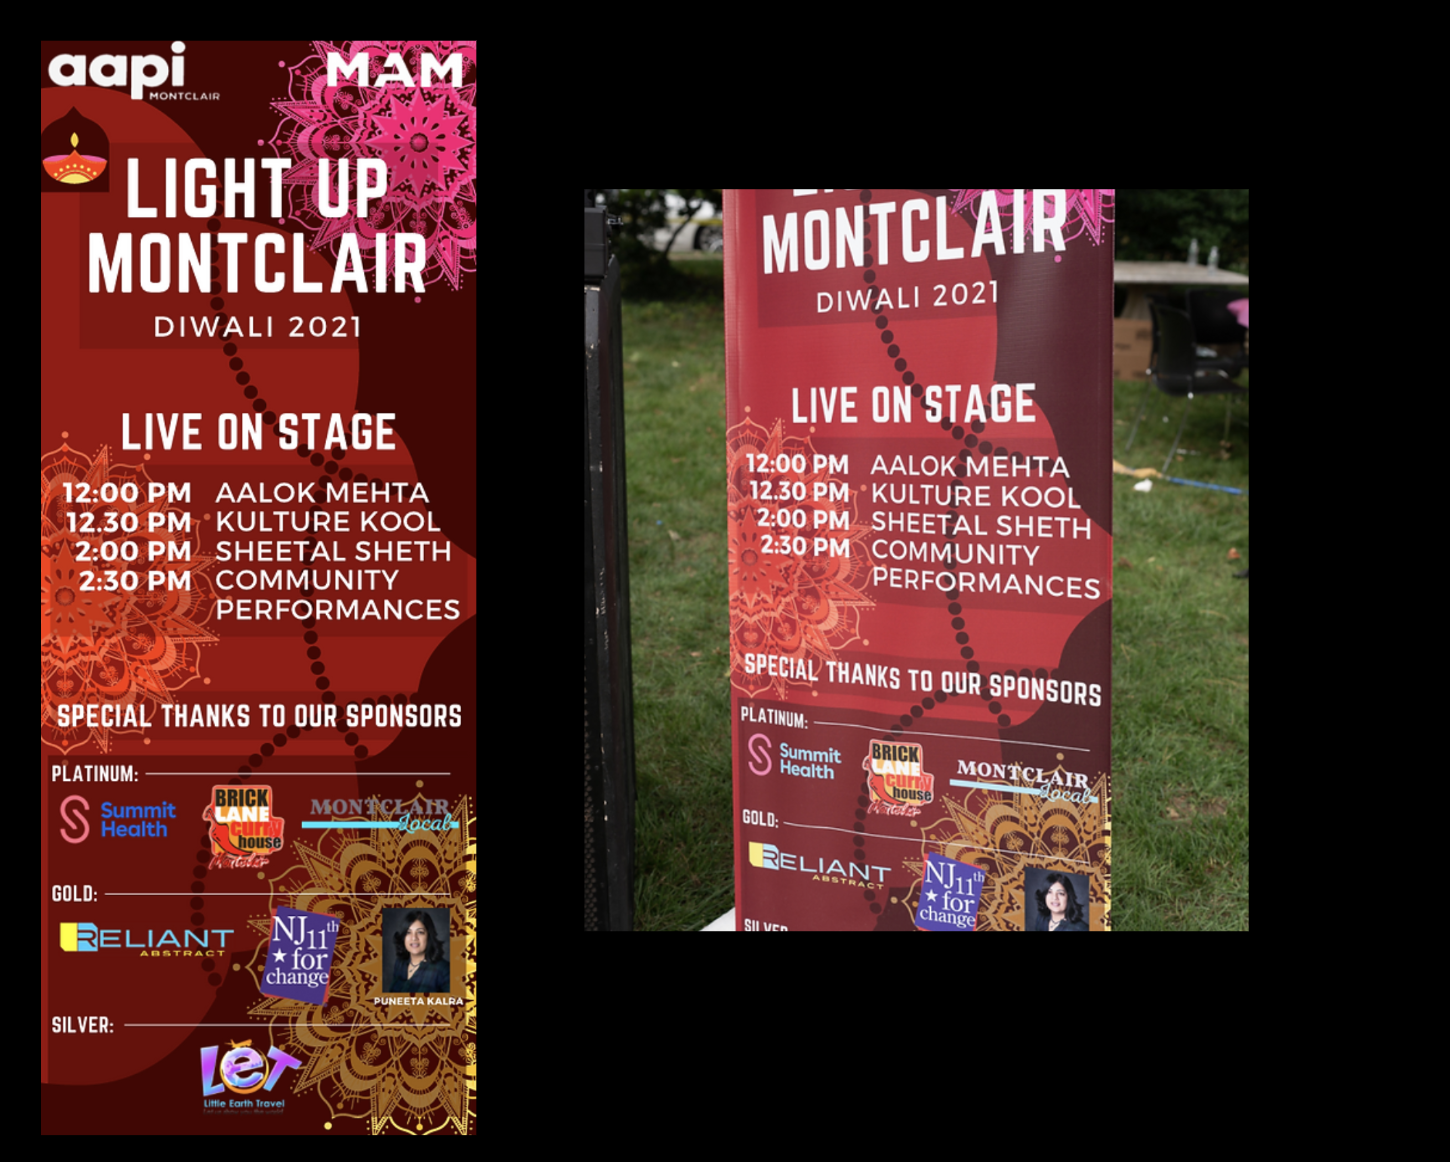 aapi
MONTCLAIR
MAM
LIGHT UP
MONTCLAIR
DIWALI 2021
LIVE ON STAGE
12:00 PM AALOK MEHTA
12.30 PM KULTURE KOOL
2:00 PM SHEETAL SHETH
2:30 PM COMMUNITY
PERFORMANCES
SPECIAL THANKS TO OUR SPONSORS
PLATINUM:
Summit
Health
BRICK
LANE
curry
house
Montclair
MONTCLAIR
Local
GOLD:
RELIANT
ABSTRACT
NJ11th
for
change
PUNEETA KALRA
SILVER:
LET
Little Earth Travel
MONTCLAIR
DIWALI 2021
LIVE ON STAGE
12:00 PM AALOK MEHTA
12.30 PM KULTURE KOOL
2:00 PM SHEETAL SHETH
2:30 PM COMMUNITY
PERFORMANCES
SPECIAL THANKS TO OUR SPONSORS
PLATINUM:
Summit
Health
BRICK
LANE
curry
house
Montclair
MONTCLAIR
Local
GOLD:
RELIANT
ABSTRACT
NJ11th
for
change